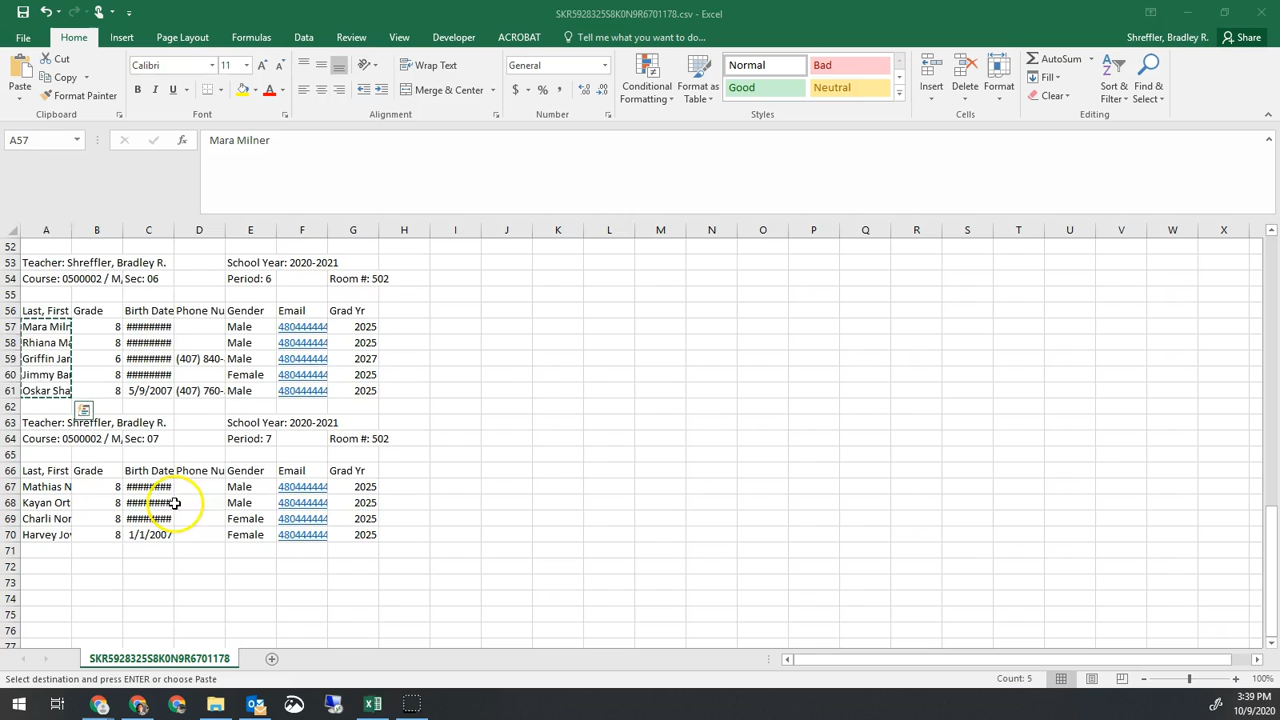 SKR5928325S8K0N9R6701178.csv - Excel
File Home Insert Page Layout Formulas Data Review View Developer ACROBAT Tell me what you want to do... Shreffler, Bradley R. Share
Paste Cut Copy Format Painter Clipboard
Calibri 11 B I U A Font
Wrap Text Merge & Center Alignment
General $ % , Number
Conditional Formatting Format as Table Normal Bad Good Neutral Styles
Insert Delete Format Cells
AutoSum Fill Clear Sort & Filter Find & Select Editing
A57 fx Mara Milner
A B C D E F G H I J K L M N O P Q R S T U V W X
52
53 Teacher: Shreffler, Bradley R. School Year: 2020-2021
54 Course: 0500002 / M, Sec: 06 Period: 6 Room #: 502
55
56 Last, First Grade Birth Date Phone Nu Gender Email Grad Yr
57 Mara Miln 8 ######## Male 480444444 2025
58 Rhiana Ma 8 ######## Male 480444444 2025
59 Griffin Jar 6 ######## (407) 840- Male 480444444 2027
60 Jimmy Bar 8 ######## Female 480444444 2025
61 Oskar Sha 8 5/9/2007 (407) 760- Male 480444444 2025
62
63 Teacher: Shreffler, Bradley R. School Year: 2020-2021
64 Course: 0500002 / M, Sec: 07 Period: 7 Room #: 502
65
66 Last, First Grade Birth Date Phone Nu Gender Email Grad Yr
67 Mathias N 8 ######## Male 480444444 2025
68 Kayan Ort 8 ######## Male 480444444 2025
69 Charli Nor 8 ######## Female 480444444 2025
70 Harvey Jov 8 1/1/2007 Female 480444444 2025
71
72
73
74
75
76
77
SKR5928325S8K0N9R6701178
Select destination and press ENTER or choose Paste Count: 5 100%
3:39 PM
10/9/2020